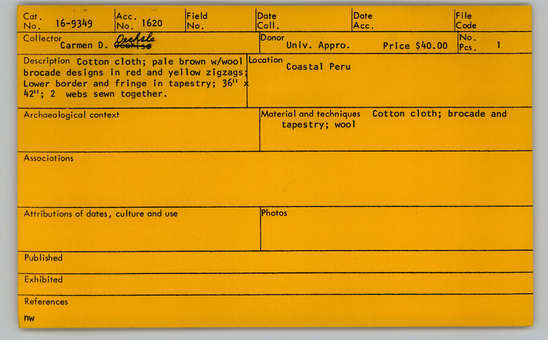 Cat. No. 16-9349 Acc. No. 1620 Field No. Date Coll. Date Acc. File Code
Collector Carmen D. Donor Univ. Appro. Price $40.00 No. Pcs. 1
Description Cotton cloth; pale brown w/wool
brocade designs in red and yellow zigzags;
Lower border and fringe in tapestry; 36" x
42"; 2 webs sewn together.
Location
Coastal Peru
Archaeological context
Material and techniques Cotton cloth; brocade and
tapestry; wool
Associations
Attributions of dates, culture and use
Photos
Published
Exhibited
References
nw